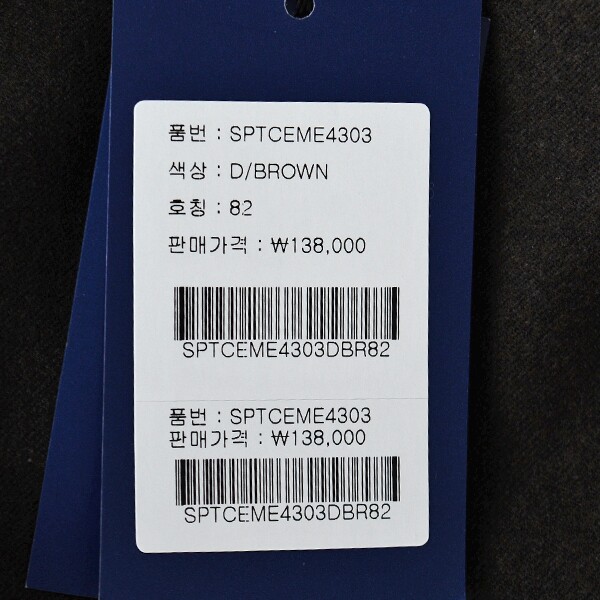 품번 : SPTCEME4303
색상 : D/BROWN
호칭 : 82
판매가격 : ₩138,000
SPTCEME4303DBR82
품번 : SPTCEME4303
판매가격 : ₩138,000
SPTCEME4303DBR82